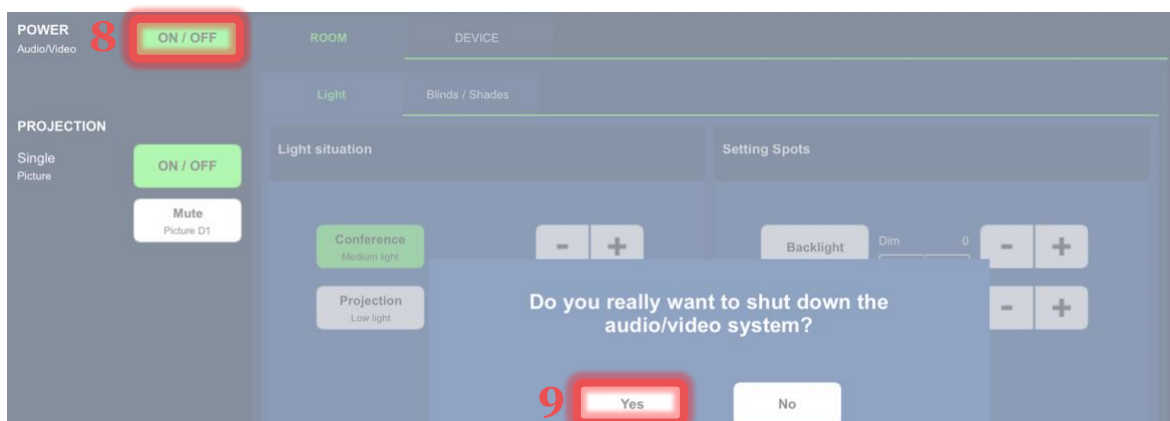 POWER
Audio/Video
8
ON / OFF
ROOM
DEVICE
Light
Blinds / Shades
PROJECTION
Single
Picture
ON / OFF
Mute
Picture D1
Light situation
Setting Spots
Conference
Medium light
-
+
Backlight
Dim 0
-
+
Projection
Low light
-
+
Do you really want to shut down the
audio/video system?
9
Yes
No